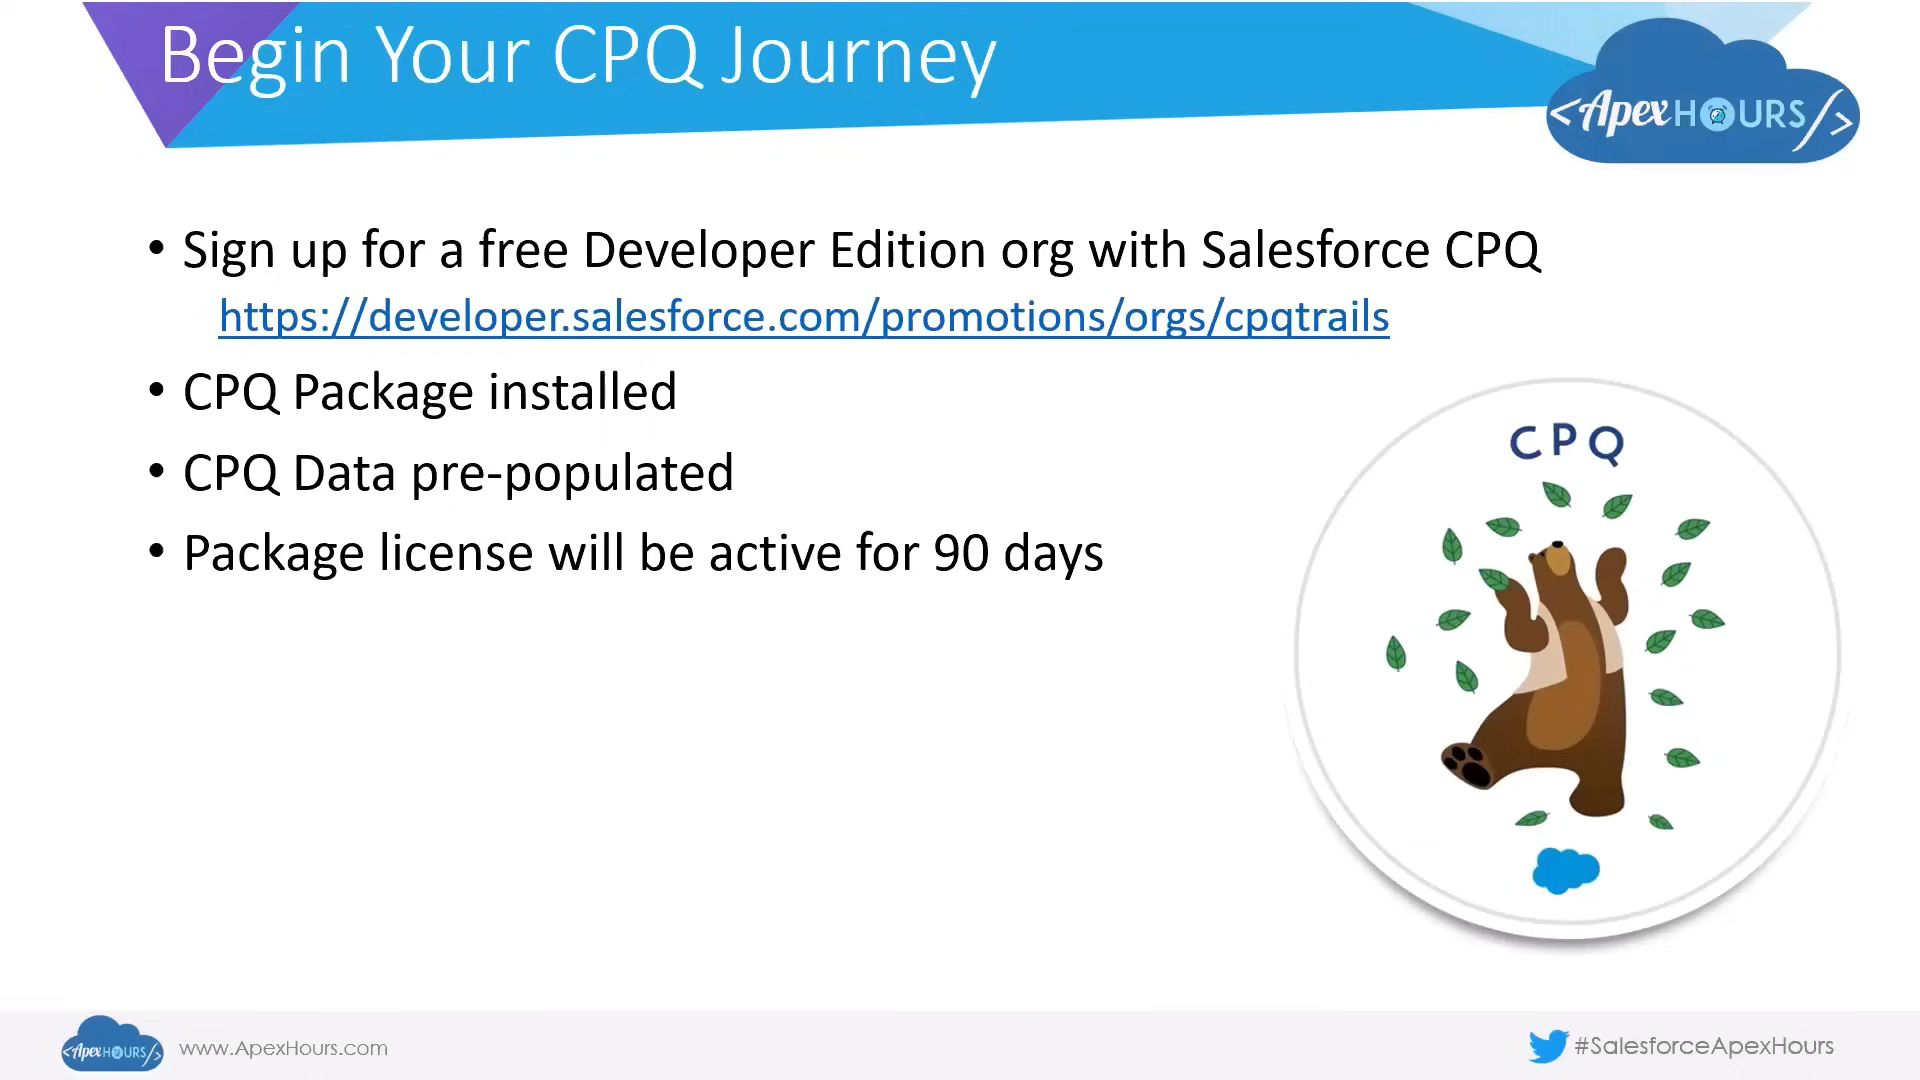 Begin Your CPQ Journey
<ApexHOURS/>
• Sign up for a free Developer Edition org with Salesforce CPQ
https://developer.salesforce.com/promotions/orgs/cpqtrails
• CPQ Package installed
• CPQ Data pre-populated
• Package license will be active for 90 days
CPQ
<ApexHOURS/>
www.ApexHours.com
#SalesforceApexHours